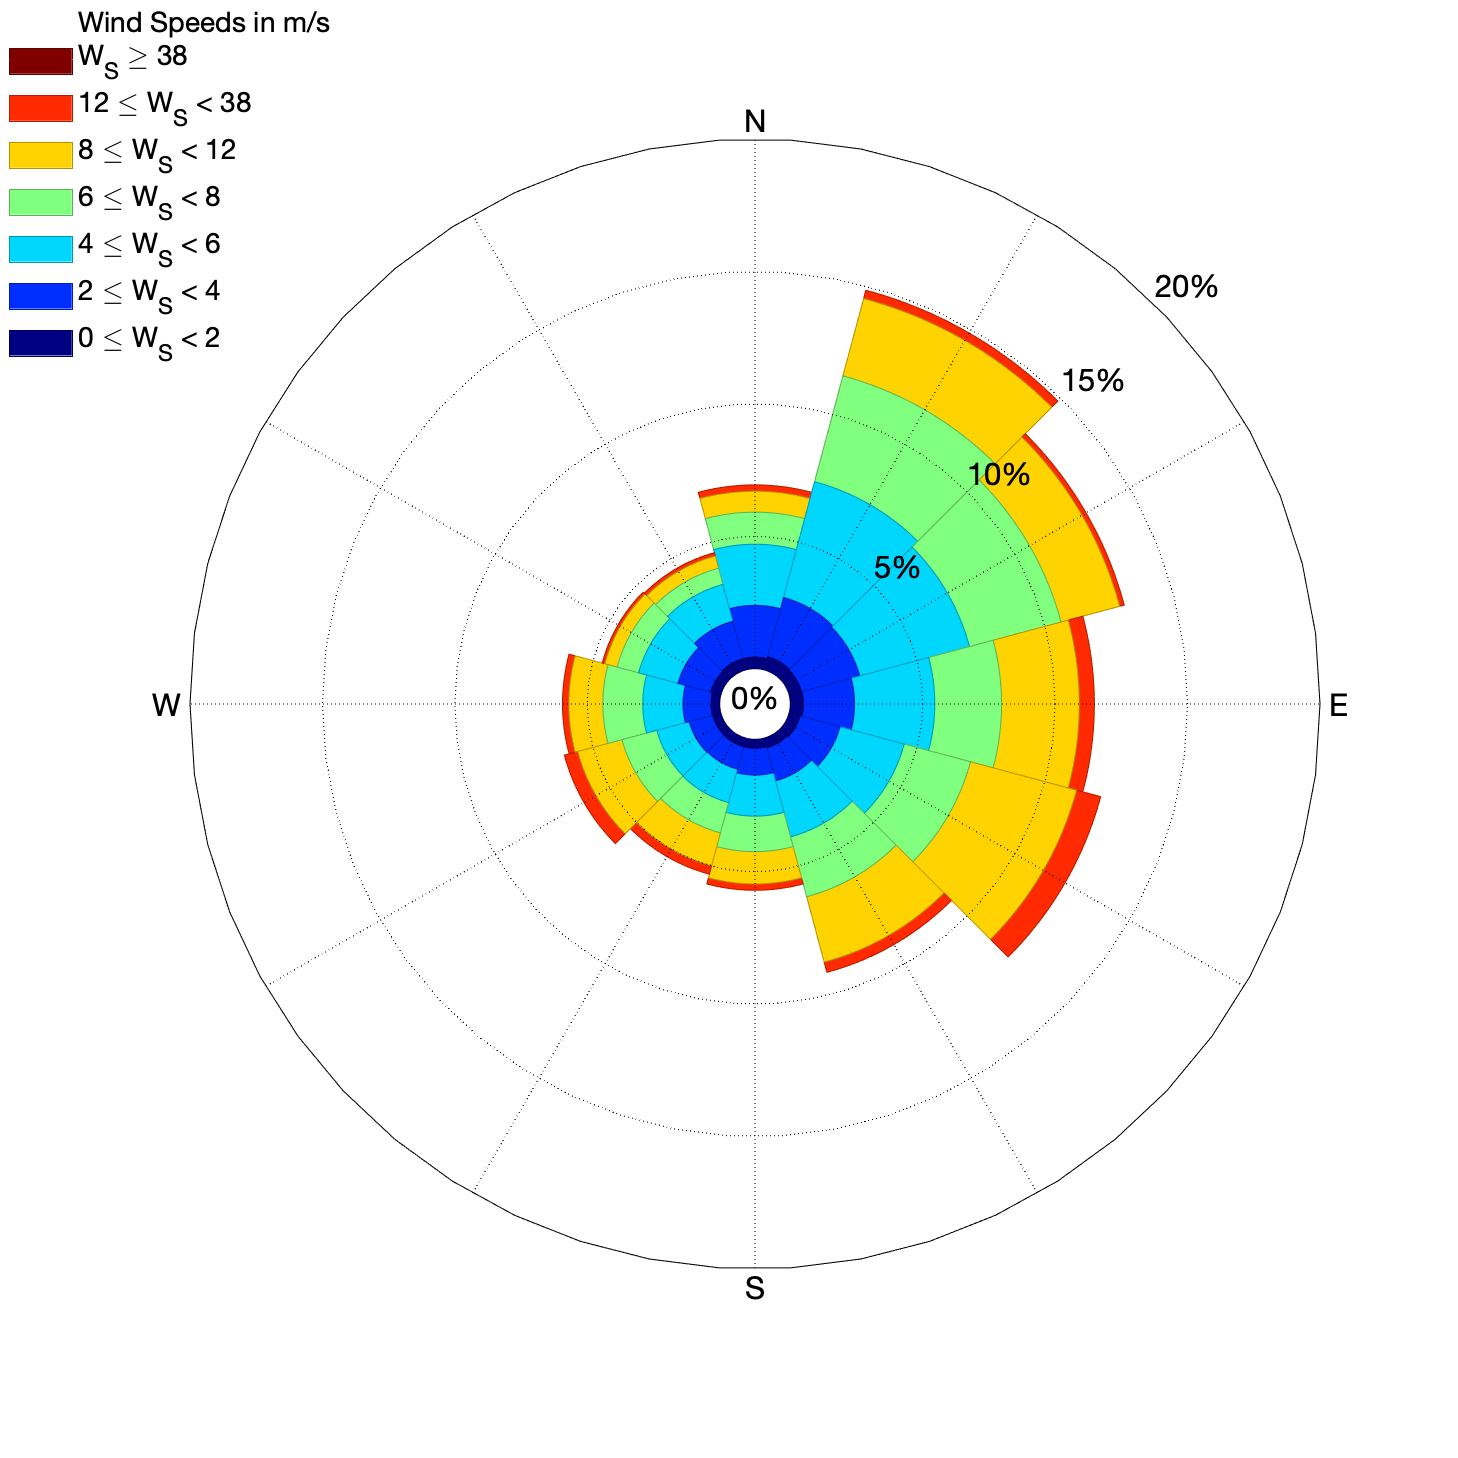 Wind Speeds in m/s
W_S ≥ 38
12 ≤ W_S < 38
8 ≤ W_S < 12
6 ≤ W_S < 8
4 ≤ W_S < 6
2 ≤ W_S < 4
0 ≤ W_S < 2
N
20%
15%
10%
5%
0%
W
E
S